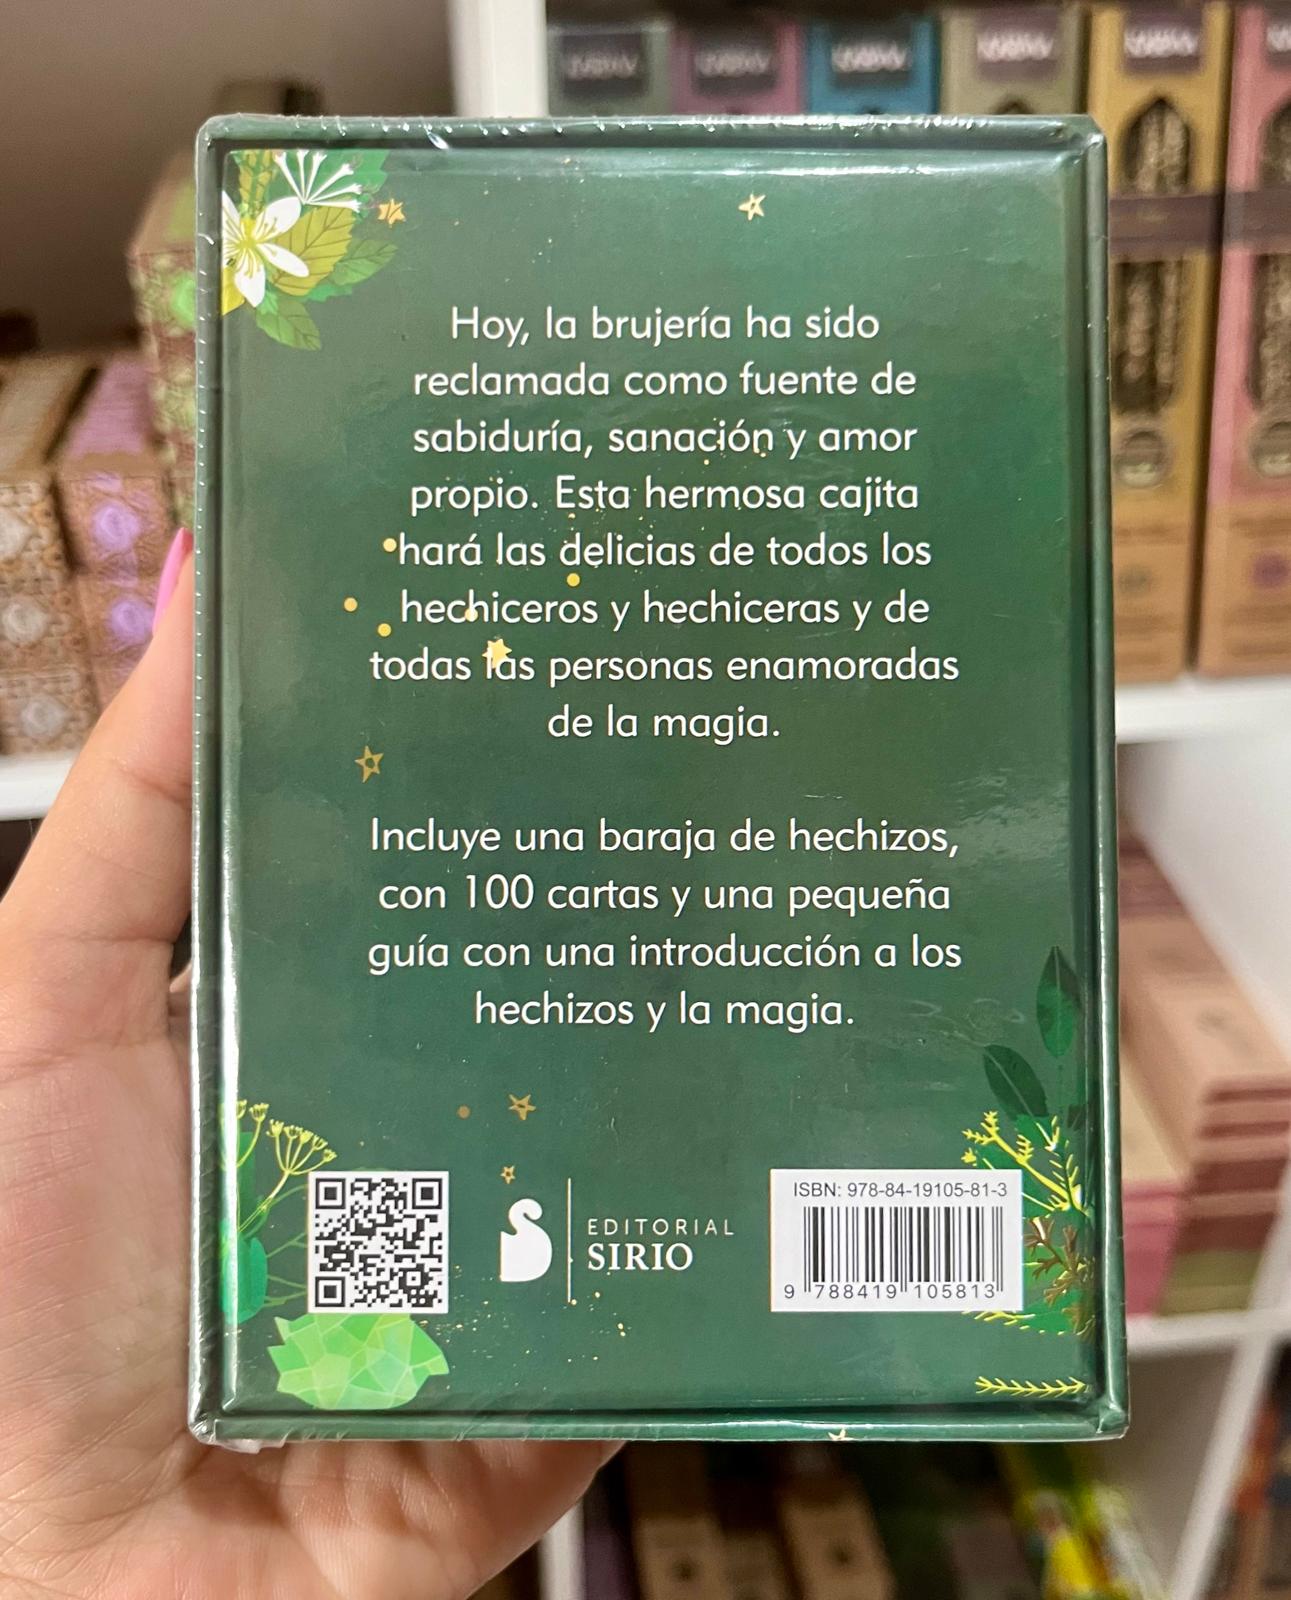 Hoy, la brujería ha sido
reclamada como fuente de
sabiduría, sanación y amor
propio. Esta hermosa cajita
hará las delicias de todos los
hechiceros y hechiceras y de
todas las personas enamoradas
de la magia.
Incluye una baraja de hechizos,
con 100 cartas y una pequeña
guía con una introducción a los
hechizos y la magia.
EDITORIAL
SIRIO
ISBN: 978-84-19105-81-3
9 788419 105813